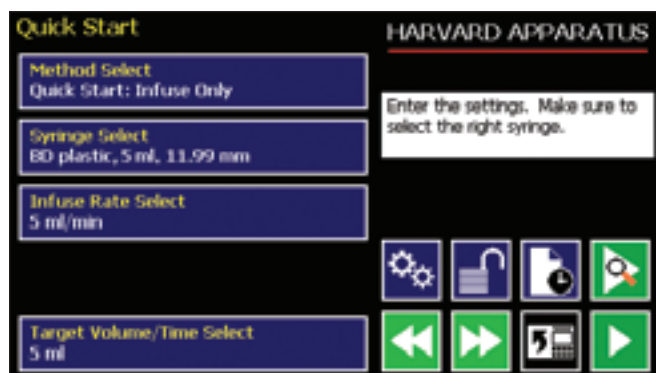 Quick Start
Method Select
Quick Start: Infuse Only
Syringe Select
BD plastic, 5 ml, 11.99 mm
Infuse Rate Select
5 ml/min
Target Volume/Time Select
5 ml
HARVARD APPARATUS
Enter the settings. Make sure to
select the right syringe.